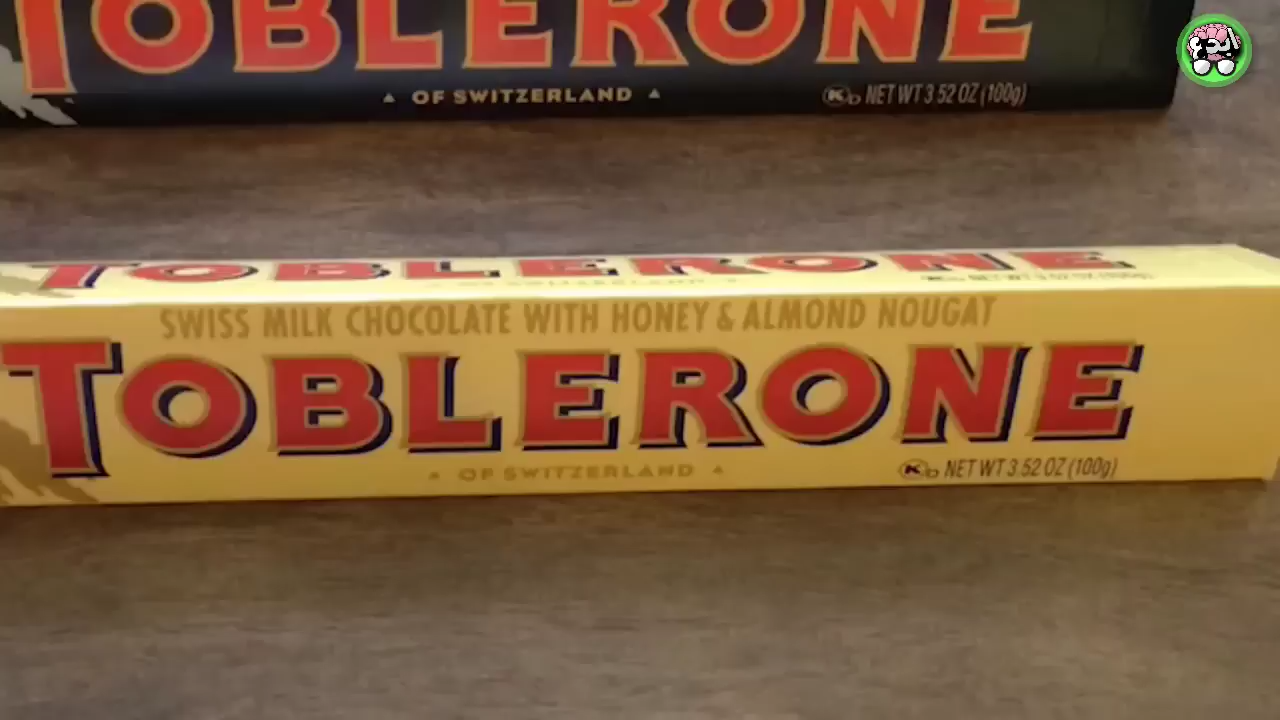 TOBLERONE
▲ OF SWITZERLAND ▲
K D NET WT 3.52 OZ (100g)
TOBLERONE
SWISS MILK CHOCOLATE WITH HONEY & ALMOND NOUGAT
TOBLERONE
▲ OF SWITZERLAND ▲
K D NET WT 3.52 OZ (100g)